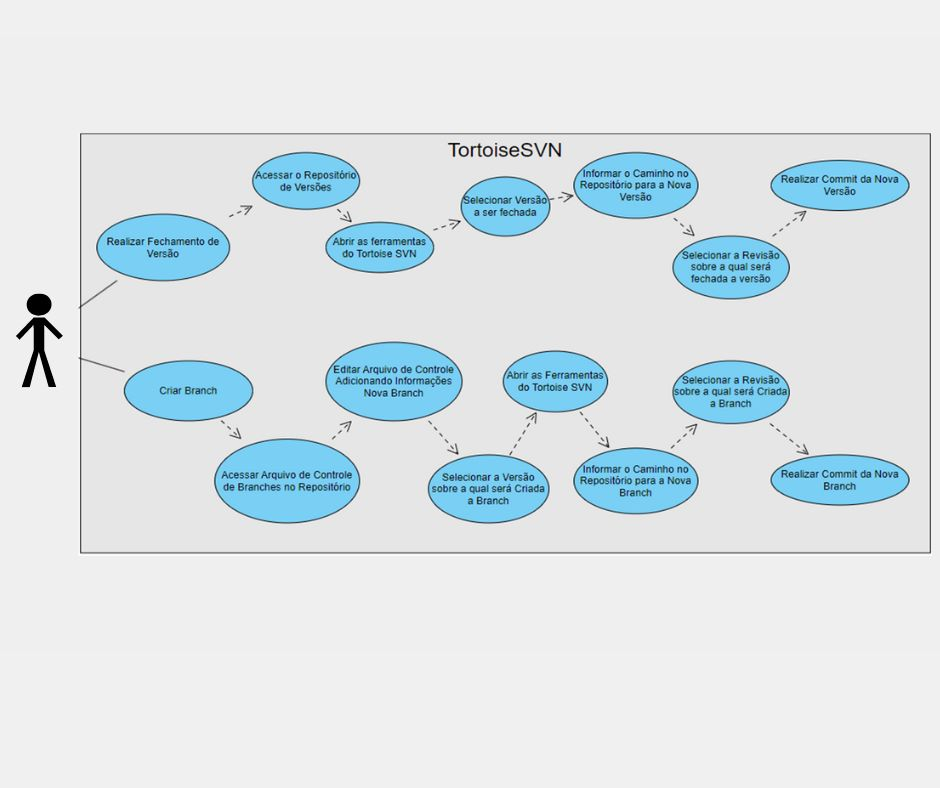 TortoiseSVN
Realizar Fechamento de
Versão
Acessar o Repositório
de Versões
Abrir as ferramentas
do Tortoise SVN
Selecionar Versão
a ser fechada
Informar o Caminho no
Repositório para a Nova
Versão
Selecionar a Revisão
sobre a qual será
fechada a versão
Realizar Commit da Nova
Versão
Criar Branch
Acessar Arquivo de Controle
de Branches no Repositório
Editar Arquivo de Controle
Adicionando Informações
Nova Branch
Selecionar a Versão
sobre a qual será Criada
a Branch
Abrir as Ferramentas
do Tortoise SVN
Informar o Caminho no
Repositório para a Nova
Branch
Selecionar a Revisão
sobre a qual será Criada
a Branch
Realizar Commit da Nova
Branch